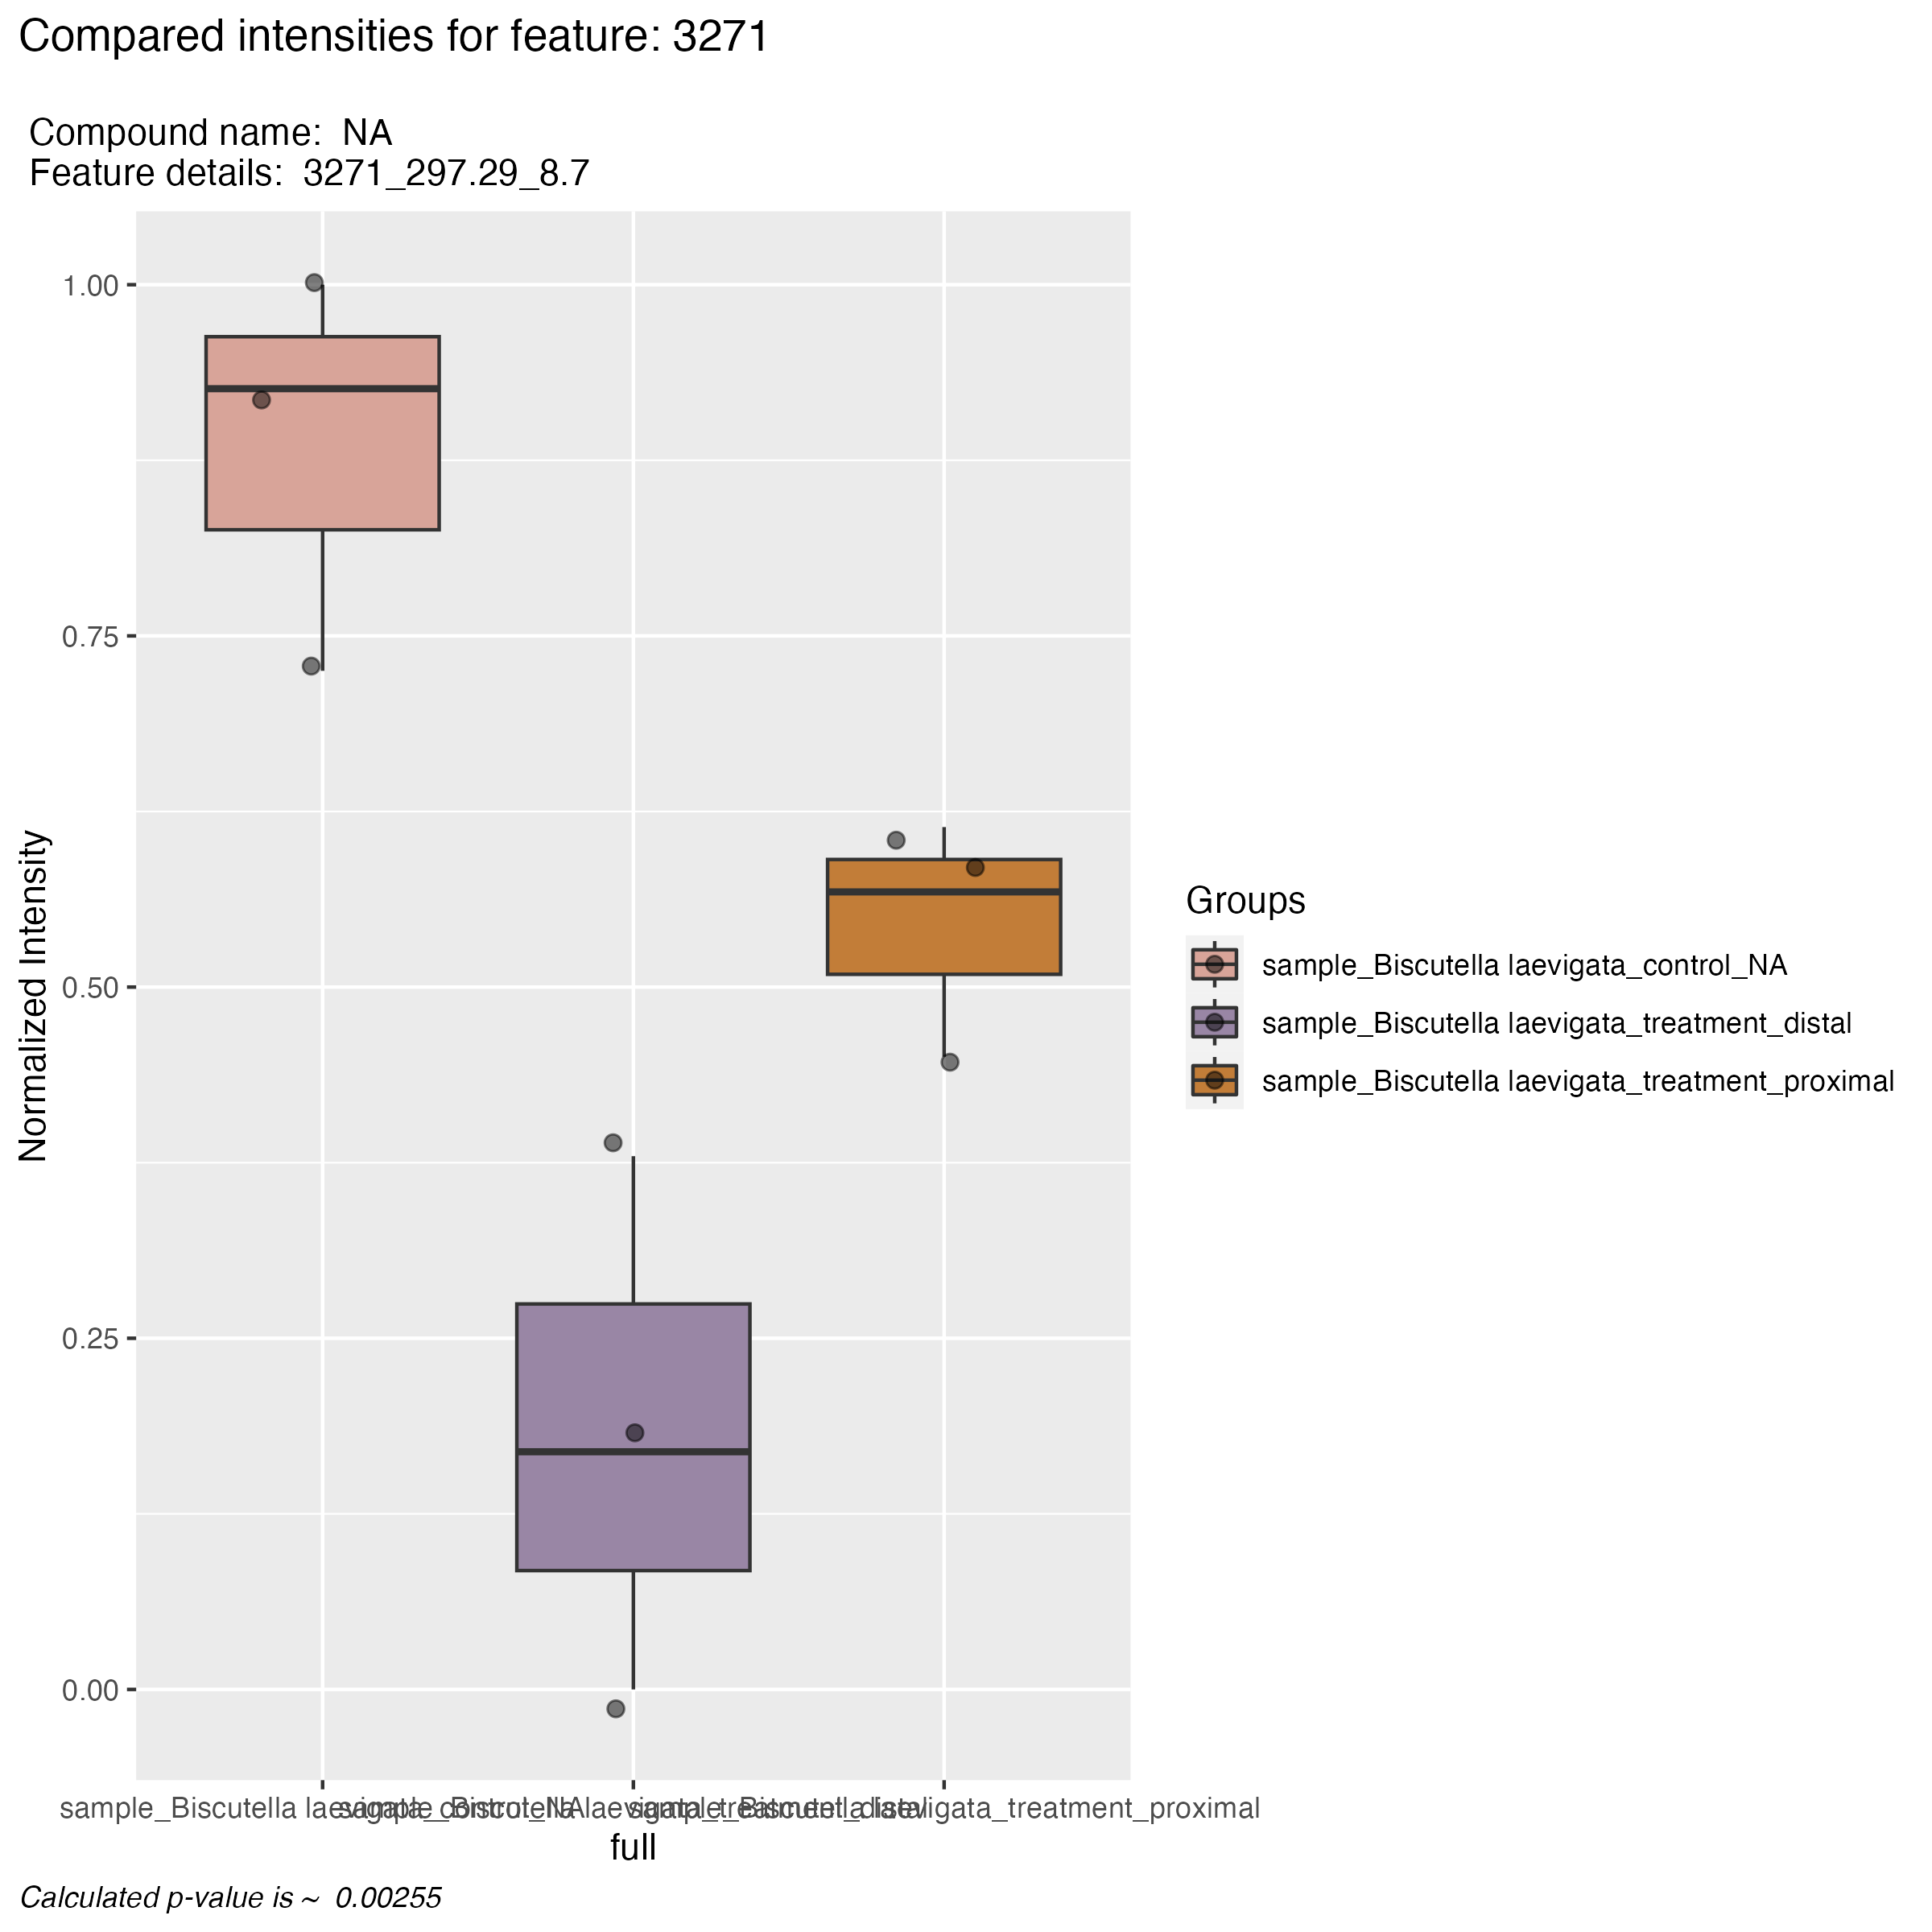 Compared intensities for feature: 3271
Compound name:  NA
Feature details:  3271_297.29_8.7
Normalized Intensity
1.00
0.75
0.50
0.25
0.00
sample_Biscutella laevigata_control_NA
sample_Biscutella laevigata_treatment_distal
sample_Biscutella laevigata_treatment_proximal
full
Groups
sample_Biscutella laevigata_control_NA
sample_Biscutella laevigata_treatment_distal
sample_Biscutella laevigata_treatment_proximal
Calculated p-value is ~  0.00255